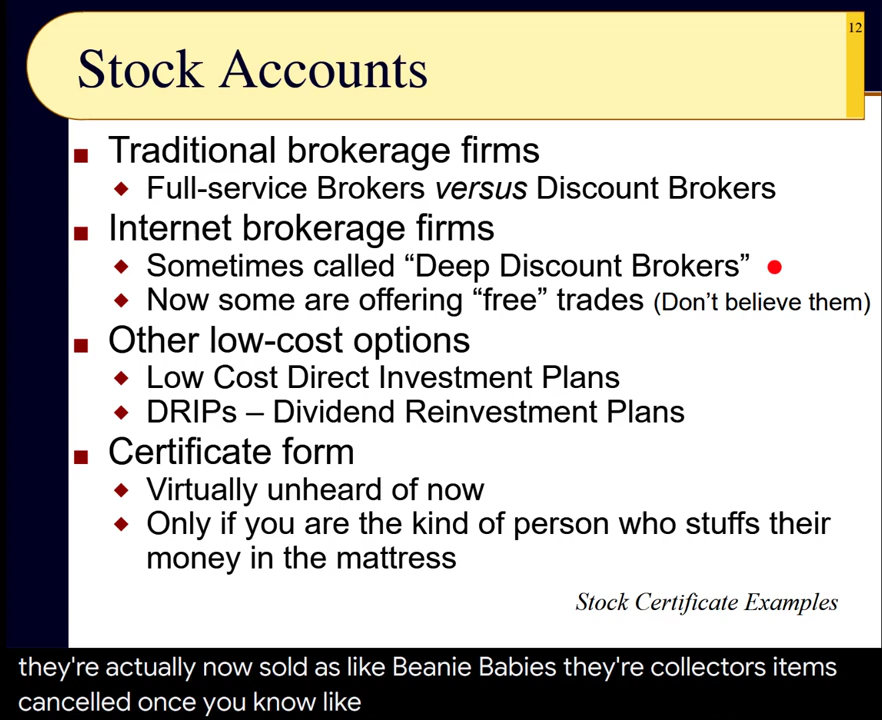 12
Stock Accounts
Traditional brokerage firms
Full-service Brokers versus Discount Brokers
Internet brokerage firms
Sometimes called “Deep Discount Brokers”
Now some are offering “free” trades (Don’t believe them)
Other low-cost options
Low Cost Direct Investment Plans
DRIPs – Dividend Reinvestment Plans
Certificate form
Virtually unheard of now
Only if you are the kind of person who stuffs their
money in the mattress
Stock Certificate Examples
they're actually now sold as like Beanie Babies they're collectors items
cancelled once you know like